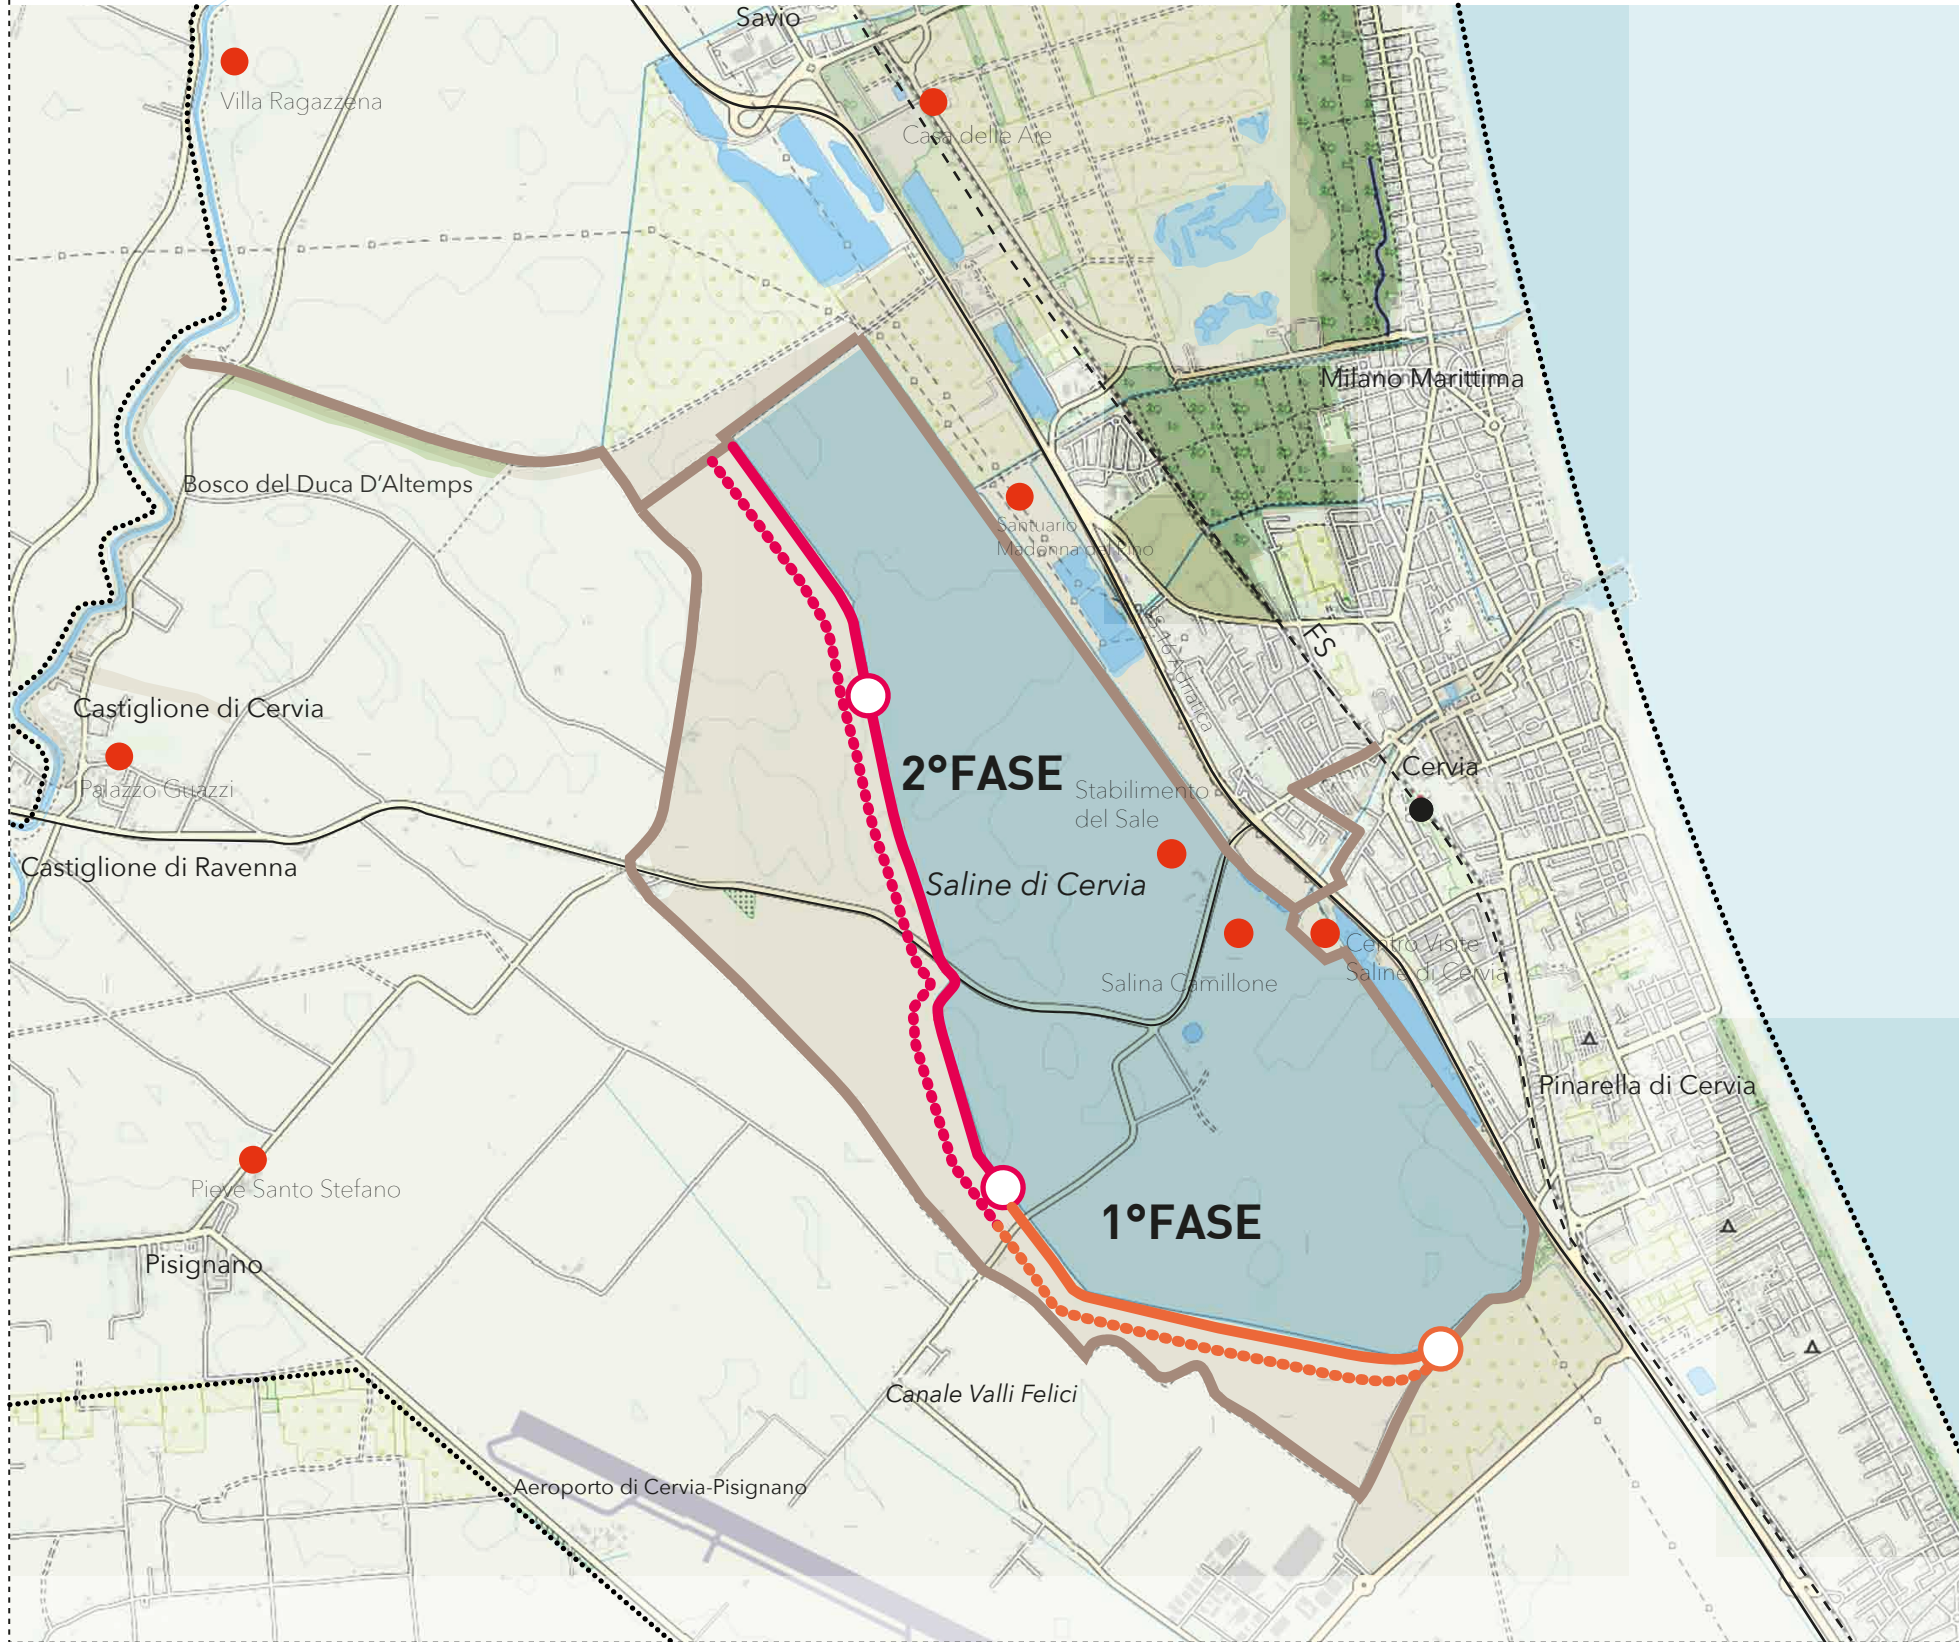 Savio
Villa Ragazzena
Casa delle Aie
Milano Marittima
Bosco del Duca D'Altemps
Santuario
Madonna del Pino
FS
S.S.16 Adriatica
Castiglione di Cervia
Palazzo Guazzi
2°FASE
Stabilimento
del Sale
Cervia
Castiglione di Ravenna
Saline di Cervia
Centro Visite
Saline di Cervia
Salina Camillone
Pinarella di Cervia
Pieve Santo Stefano
1°FASE
Pisignano
Canale Valli Felici
Aeroporto di Cervia-Pisignano